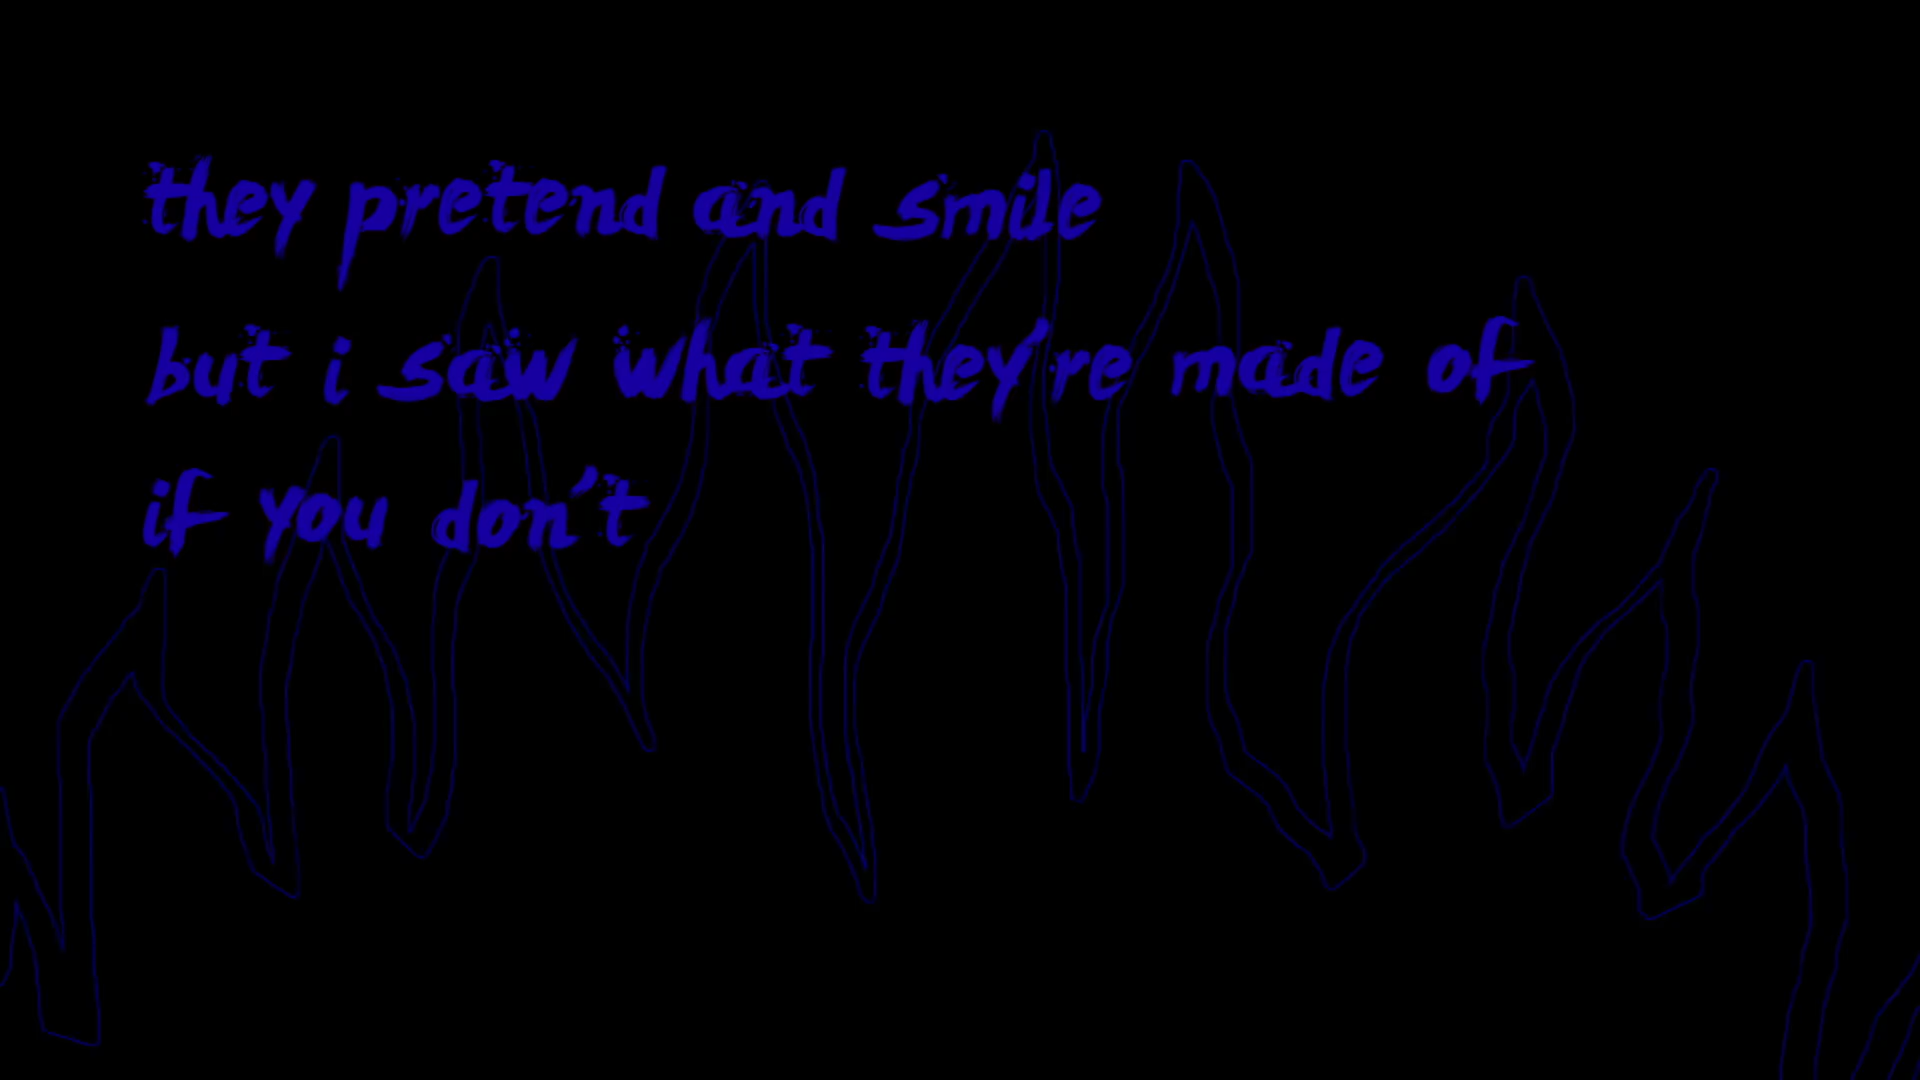 they pretend and smile
but i saw what they're made of
if you don't